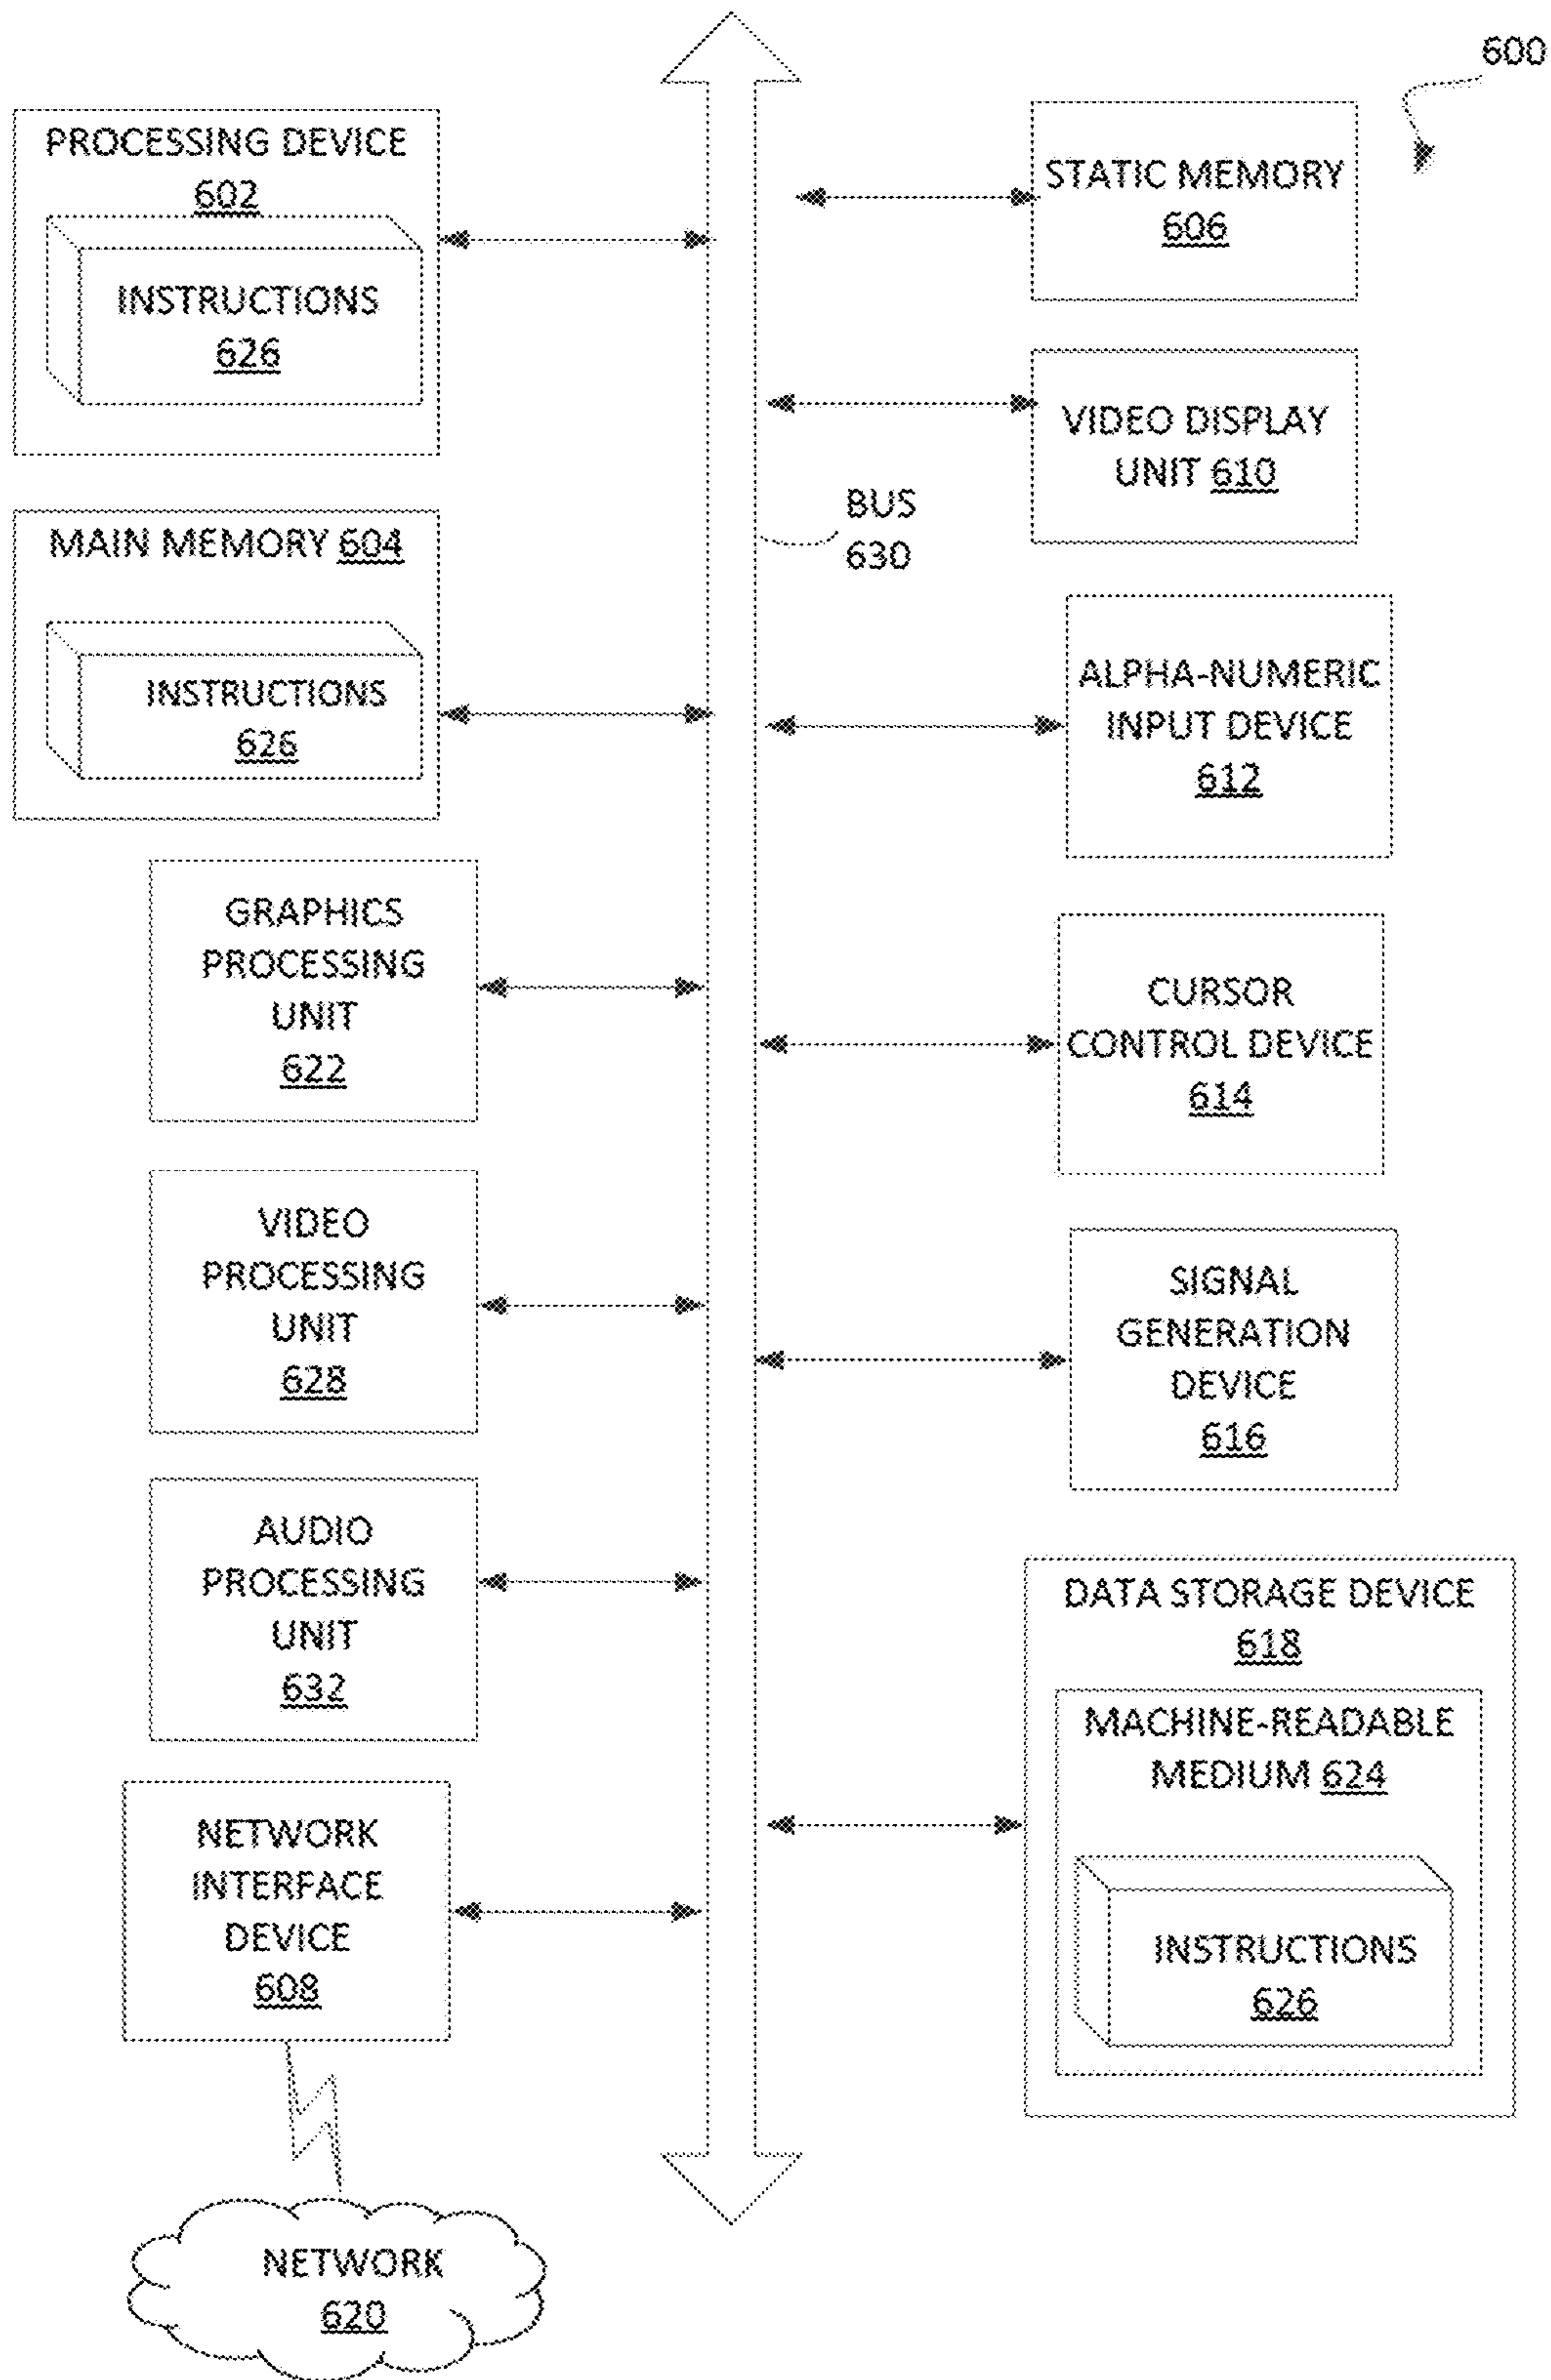 600
PROCESSING DEVICE
602
INSTRUCTIONS
626
MAIN MEMORY 604
INSTRUCTIONS
626
GRAPHICS
PROCESSING
UNIT
622
VIDEO
PROCESSING
UNIT
628
AUDIO
PROCESSING
UNIT
632
NETWORK
INTERFACE
DEVICE
608
NETWORK
620
BUS
630
STATIC MEMORY
606
VIDEO DISPLAY
UNIT 610
ALPHA-NUMERIC
INPUT DEVICE
612
CURSOR
CONTROL DEVICE
614
SIGNAL
GENERATION
DEVICE
616
DATA STORAGE DEVICE
618
MACHINE-READABLE
MEDIUM 624
INSTRUCTIONS
626